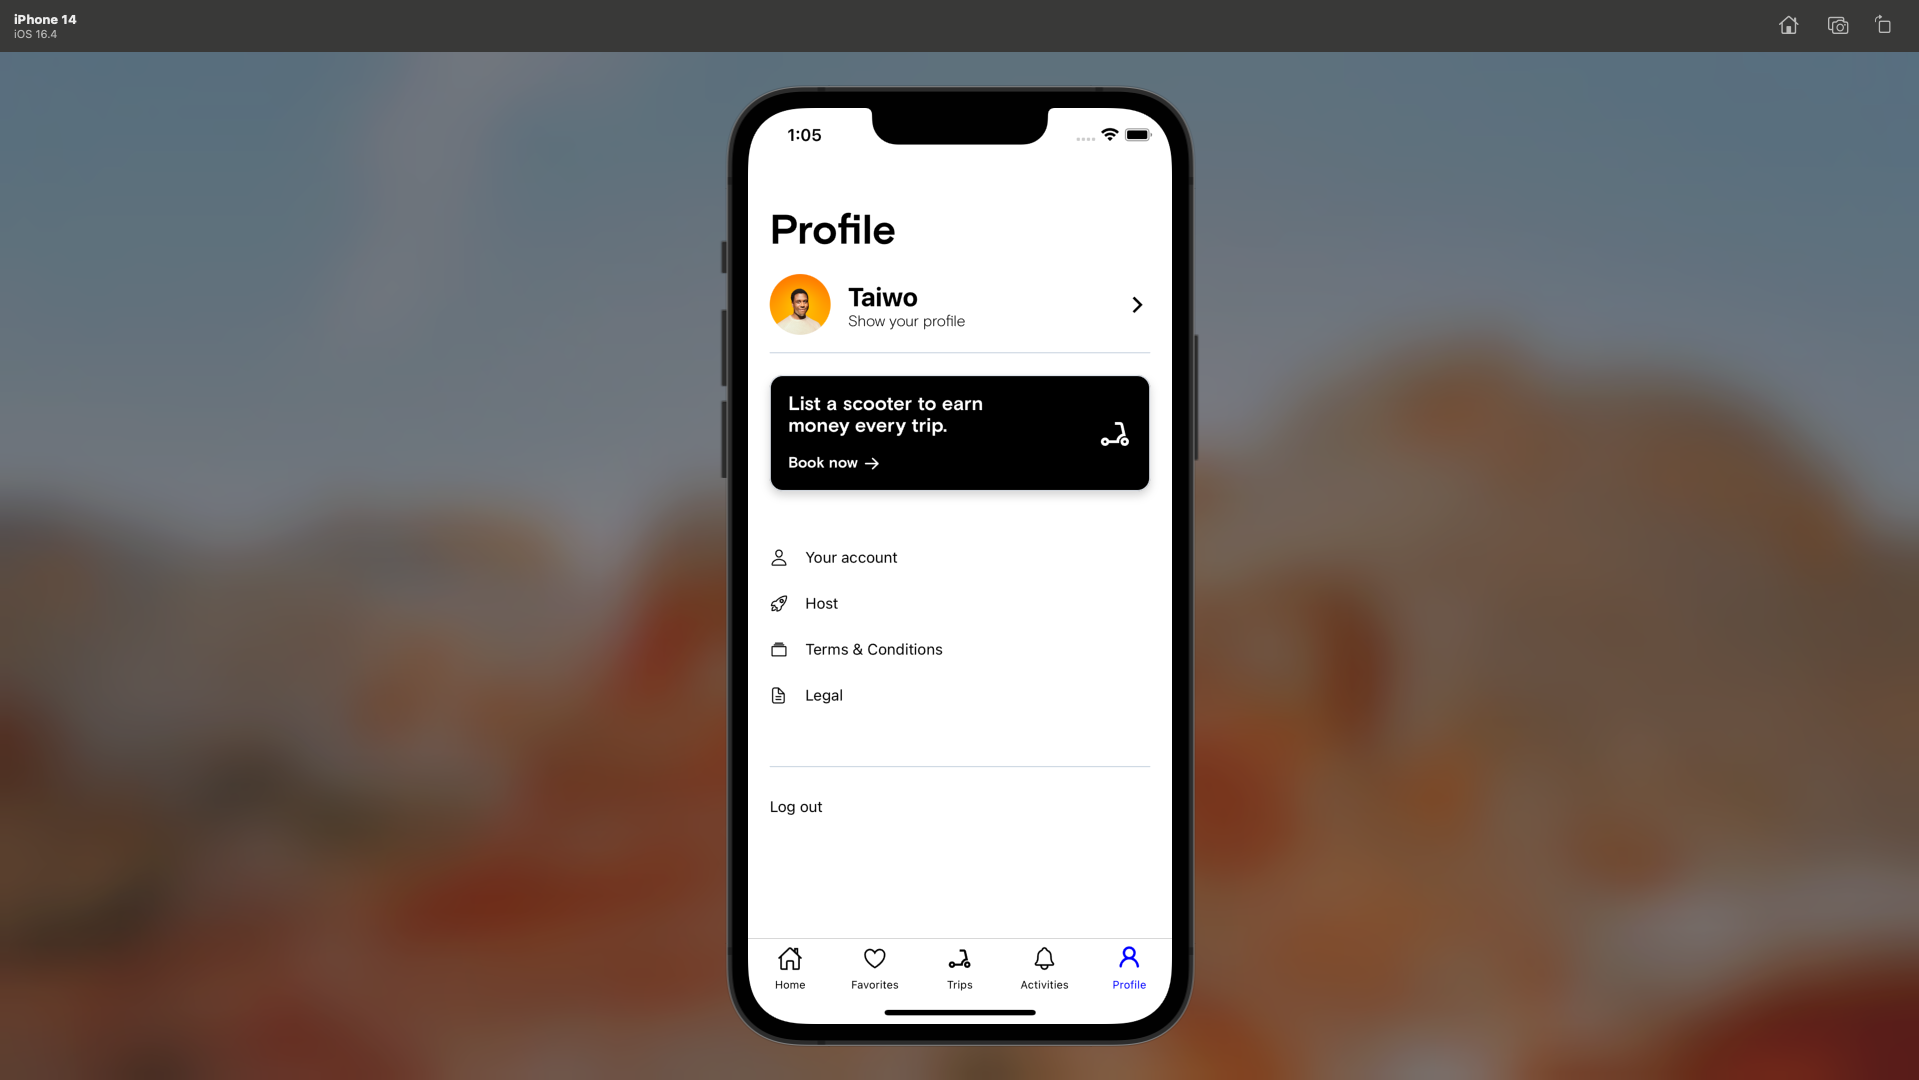 iPhone 14
iOS 16.4
1:05
Profile
Taiwo
Show your profile
List a scooter to earn
money every trip.
Book now →
Your account
Host
Terms & Conditions
Legal
Log out
Home
Favorites
Trips
Activities
Profile